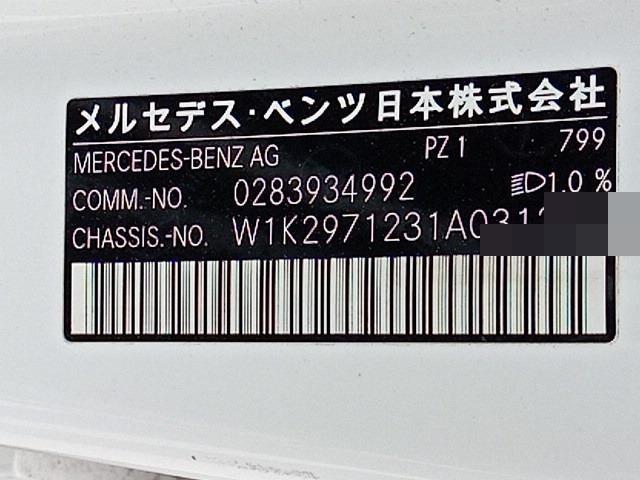 メルセデス・ベンツ日本株式会社
MERCEDES-BENZ AG PZ 1 799
COMM.-NO. 0283934992 1.0 %
CHASSIS.-NO. W1K2971231A031